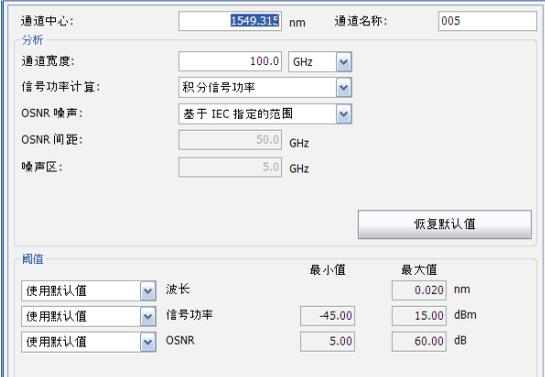 通道中心: 1549.315 nm 通道名称: 005
分析
通道宽度: 100.0 GHz
信号功率计算: 积分信号功率
OSNR 噪声: 基于 IEC 指定的范围
OSNR 间距: 50.0 GHz
噪声区: 5.0 GHz
恢复默认值
阈值
最小值 最大值
使用默认值 波长 0.020 nm
使用默认值 信号功率 -45.00 15.00 dBm
使用默认值 OSNR 5.00 60.00 dB